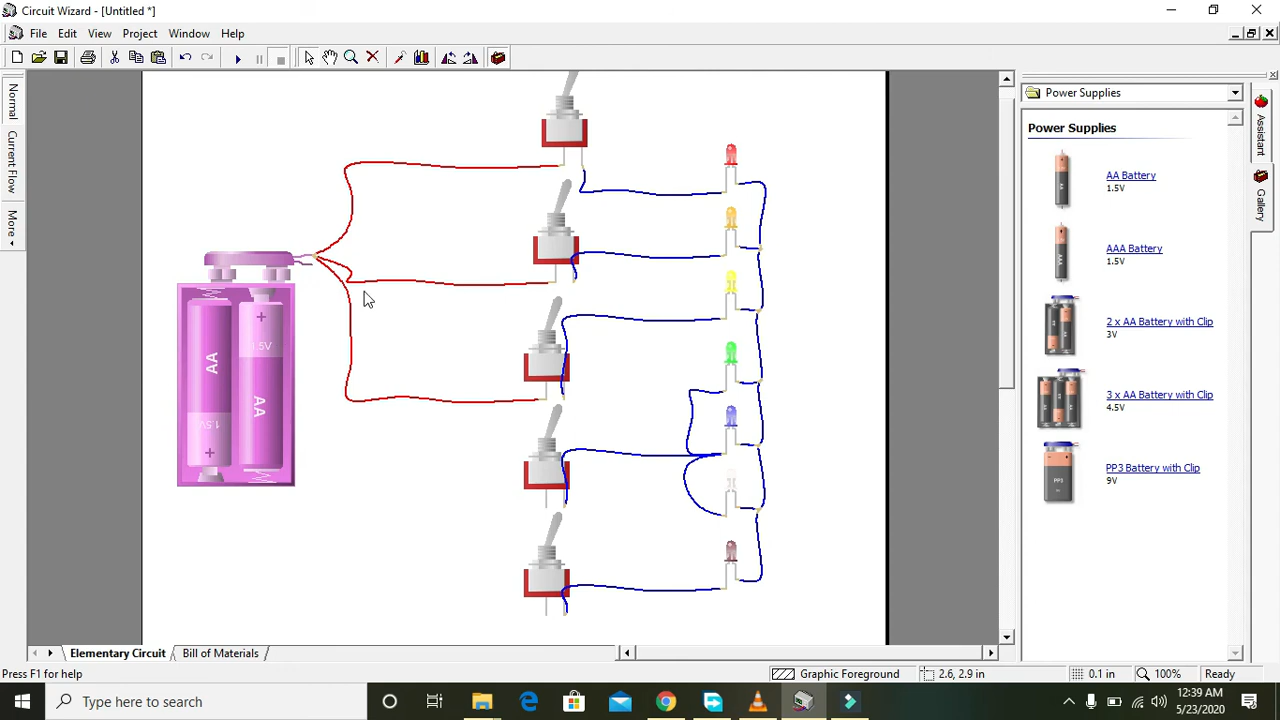 Circuit Wizard - [Untitled *]
File Edit View Project Window Help
Normal
Current Flow
More
AA
1.5V
+
+
1.5V
AA
Power Supplies
Power Supplies
AA Battery
1.5V
AAA Battery
1.5V
2 x AA Battery with Clip
3V
3 x AA Battery with Clip
4.5V
PP3 Battery with Clip
9V
Assistant
Gallery
Elementary Circuit Bill of Materials
Press F1 for help Graphic Foreground 2.6, 2.9 in 0.1 in 100% Ready
Type here to search
12:39 AM
5/23/2020